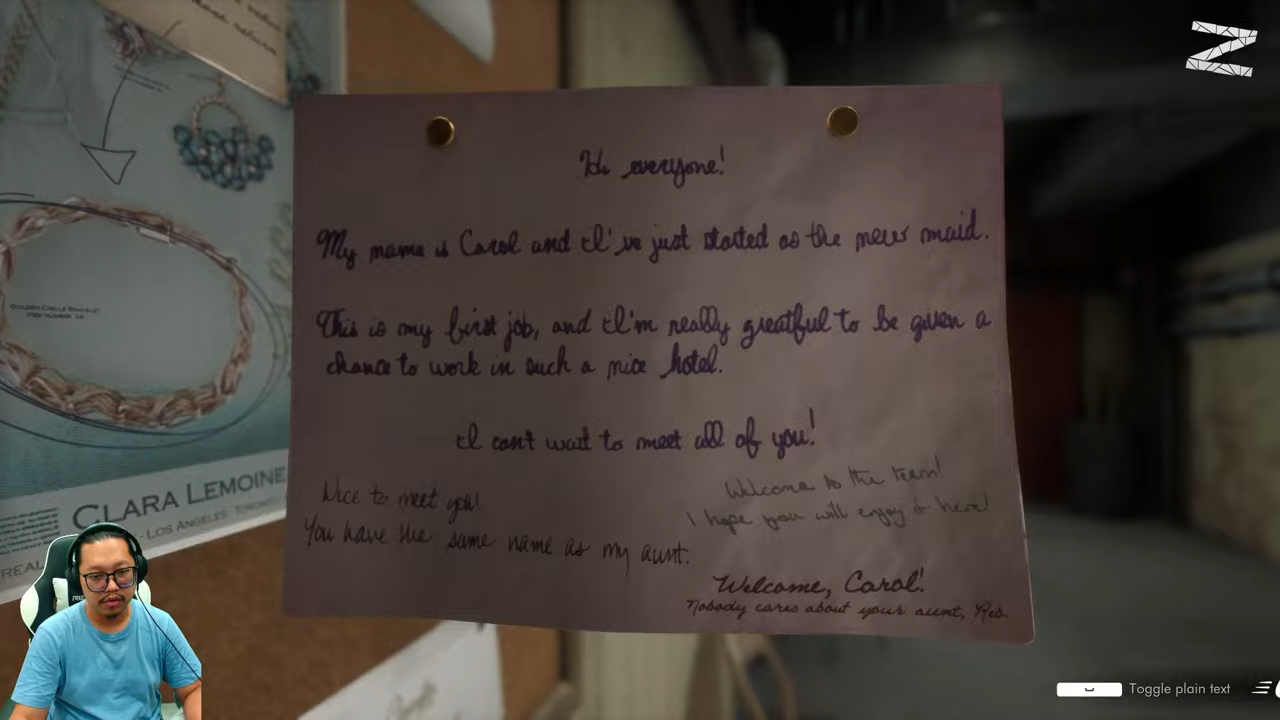 Hi everyone!
My name is Carol and I've just started as the new maid.
This is my first job, and I'm really greatful to be given a
chance to work in such a nice hotel.
I can't wait to meet all of you!
Nice to meet you!
You have the same name as my aunt.
Welcome to the team!
I hope you will enjoy it here!
Welcome, Carol!
Nobody cares about your aunt, Reb.
CLARA LEMOINE
LOS ANGELES
Toggle plain text